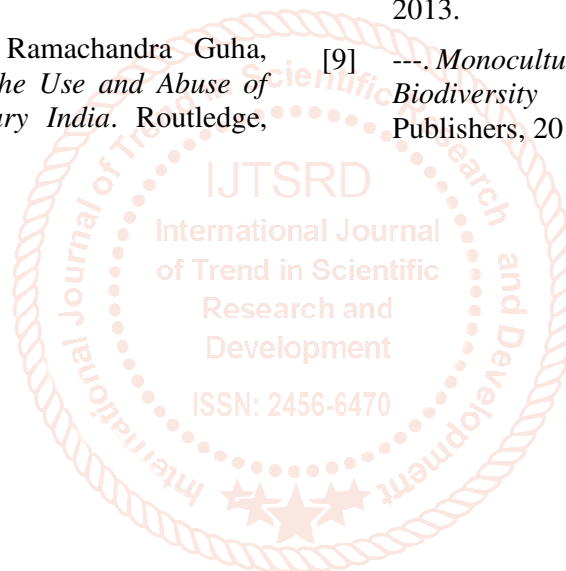 Ramachandra Guha,
he Use and Abuse of
ary India. Routledge,
2013.
[9] ---. Monocultu
Biodiversity
Publishers, 20
International Journal of Trend in Scientific Research and Development
IJTSRD
International Journal
of Trend in Scientific
Research and
Development
ISSN: 2456-6470